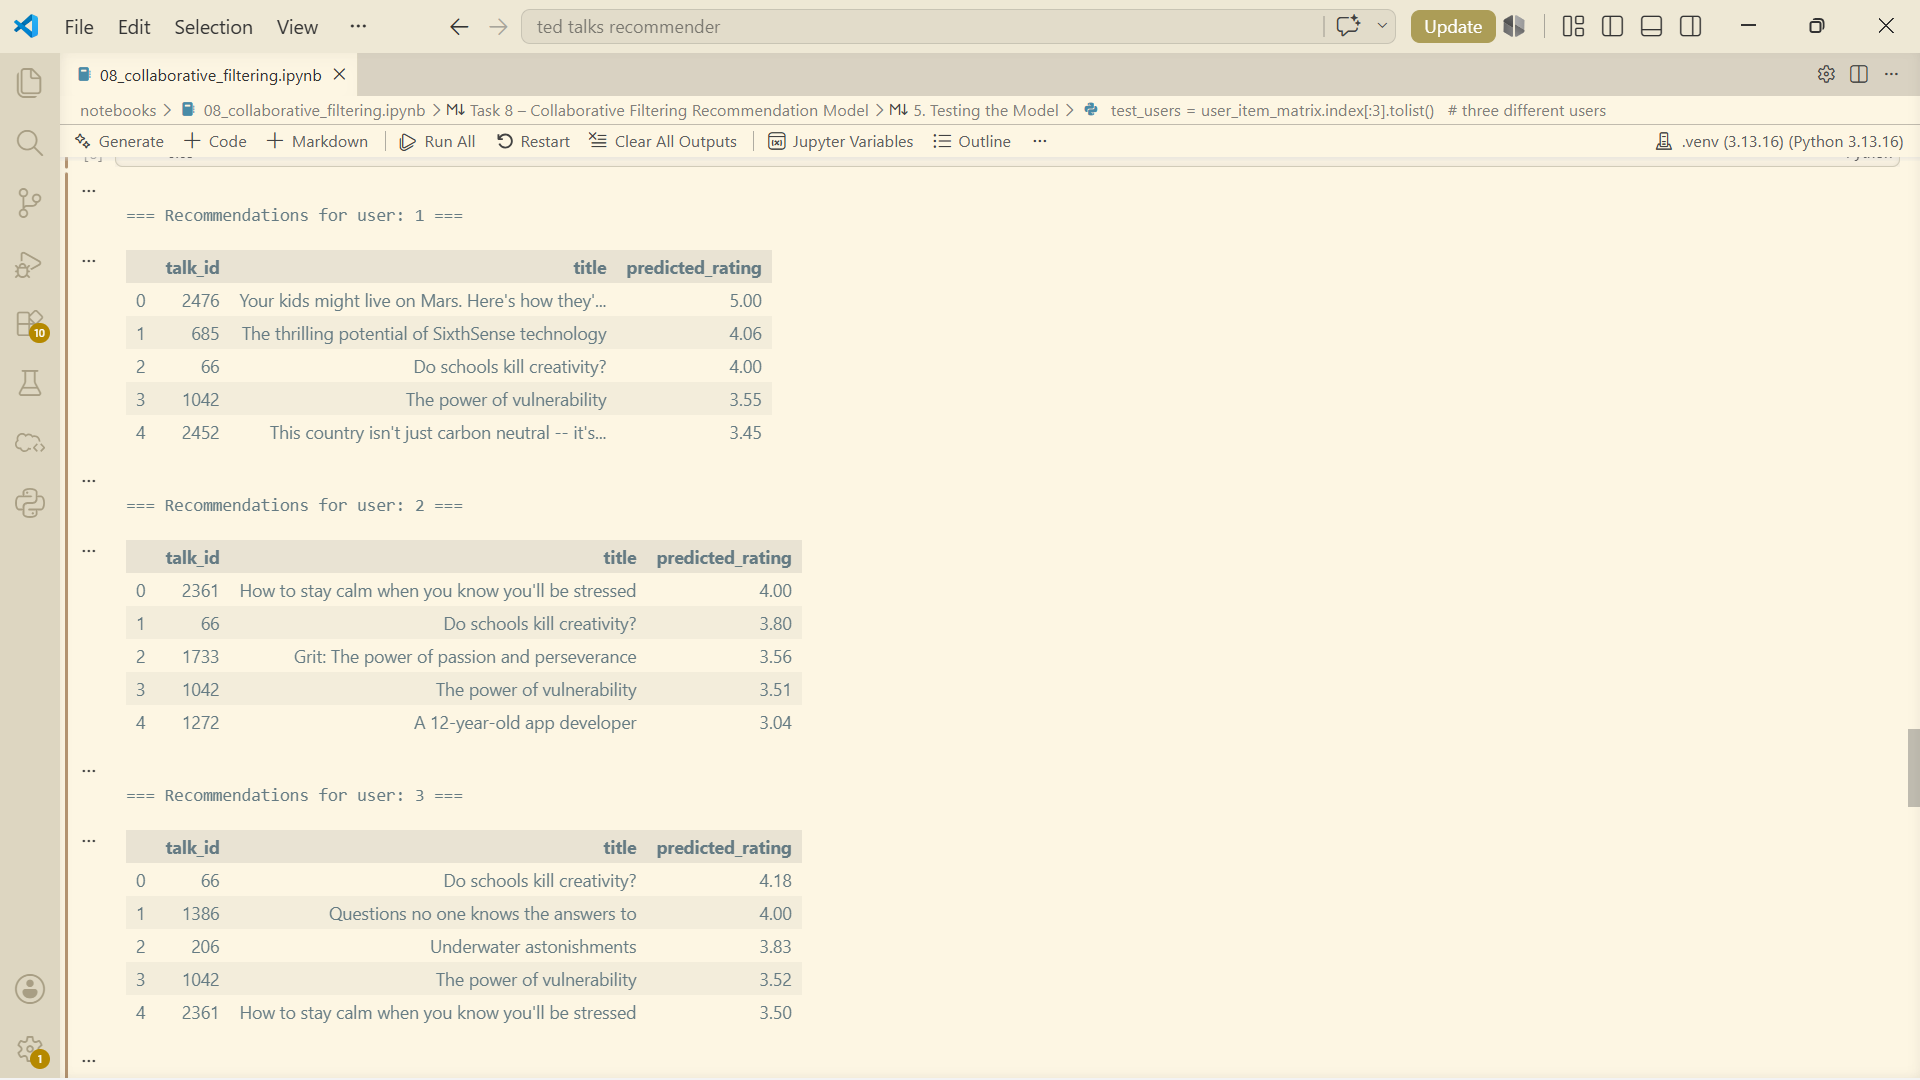 File Edit Selection View ··· ted talks recommender Update
08_collaborative_filtering.ipynb
notebooks > 08_collaborative_filtering.ipynb > M↓ Task 8 – Collaborative Filtering Recommendation Model > M↓ 5. Testing the Model > test_users = user_item_matrix.index[:3].tolist() # three different users
Generate + Code + Markdown Run All Restart Clear All Outputs Jupyter Variables Outline ··· .venv (3.13.16) (Python 3.13.16)
=== Recommendations for user: 1 ===
talk_id title predicted_rating
0 2476 Your kids might live on Mars. Here's how they'... 5.00
1 685 The thrilling potential of SixthSense technology 4.06
2 66 Do schools kill creativity? 4.00
3 1042 The power of vulnerability 3.55
4 2452 This country isn't just carbon neutral -- it's... 3.45
=== Recommendations for user: 2 ===
talk_id title predicted_rating
0 2361 How to stay calm when you know you'll be stressed 4.00
1 66 Do schools kill creativity? 3.80
2 1733 Grit: The power of passion and perseverance 3.56
3 1042 The power of vulnerability 3.51
4 1272 A 12-year-old app developer 3.04
=== Recommendations for user: 3 ===
talk_id title predicted_rating
0 66 Do schools kill creativity? 4.18
1 1386 Questions no one knows the answers to 4.00
2 206 Underwater astonishments 3.83
3 1042 The power of vulnerability 3.52
4 2361 How to stay calm when you know you'll be stressed 3.50
10
1